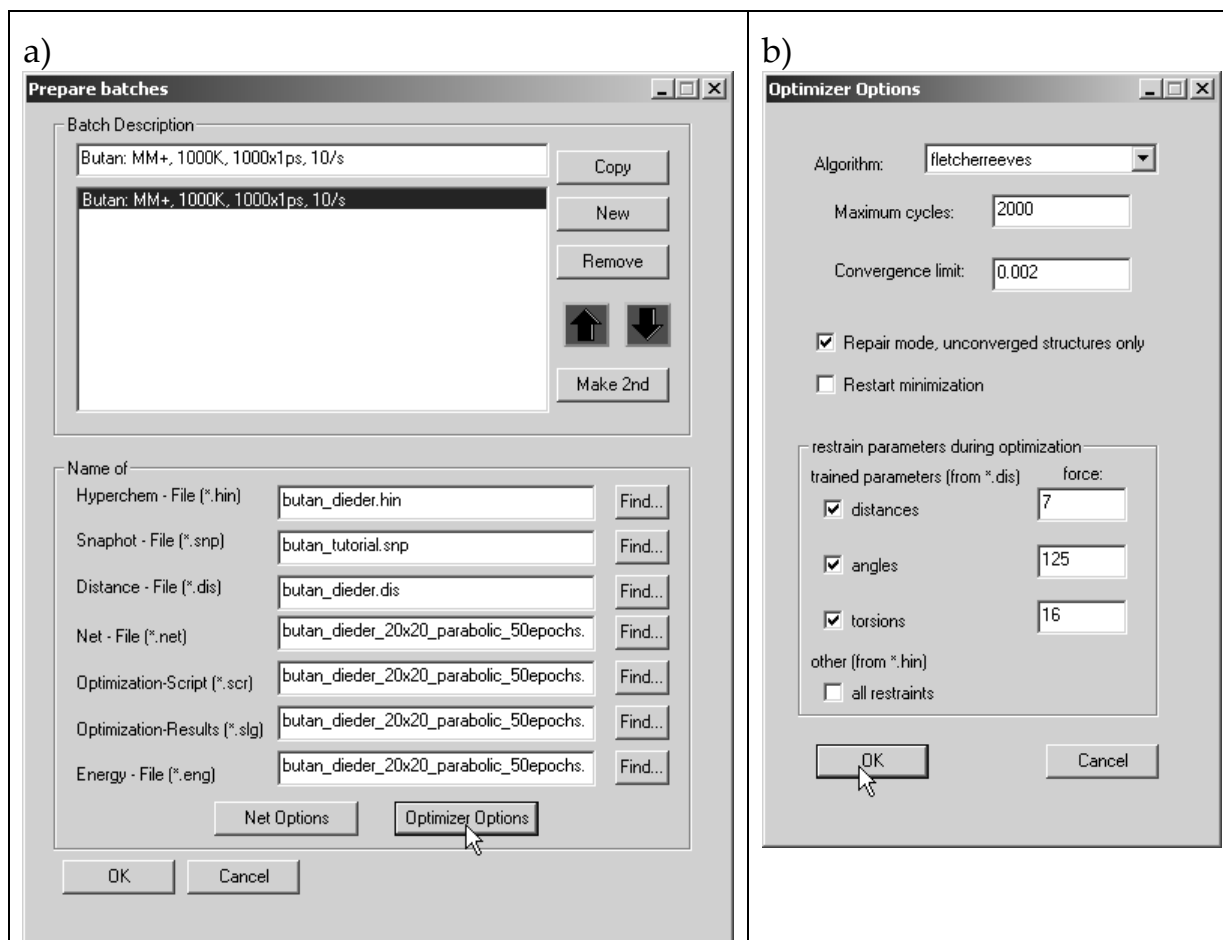 a)
Prepare batches
Batch Description
Butan: MM+, 1000K, 1000x1ps, 10/s
Copy
Butan: MM+, 1000K, 1000x1ps, 10/s
New
Remove
Make 2nd
Name of
Hyperchem - File (*.hin)
butan_dieder.hin
Find...
Snaphot - File (*.snp)
butan_tutorial.snp
Find...
Distance - File (*.dis)
butan_dieder.dis
Find...
Net - File (*.net)
butan_dieder_20x20_parabolic_50epochs.
Find...
Optimization-Script (*.scr)
butan_dieder_20x20_parabolic_50epochs.
Find...
Optimization-Results (*.slg)
butan_dieder_20x20_parabolic_50epochs.
Find...
Energy - File (*.eng)
butan_dieder_20x20_parabolic_50epochs.
Find...
Net Options
Optimizer Options
OK
Cancel
b)
Optimizer Options
Algorithm:
fletcherreeves
Maximum cycles:
2000
Convergence limit:
0.002
Repair mode, unconverged structures only
Restart minimization
restrain parameters during optimization
trained parameters (from *.dis)
force:
distances
7
angles
125
torsions
16
other (from *.hin)
all restraints
OK
Cancel